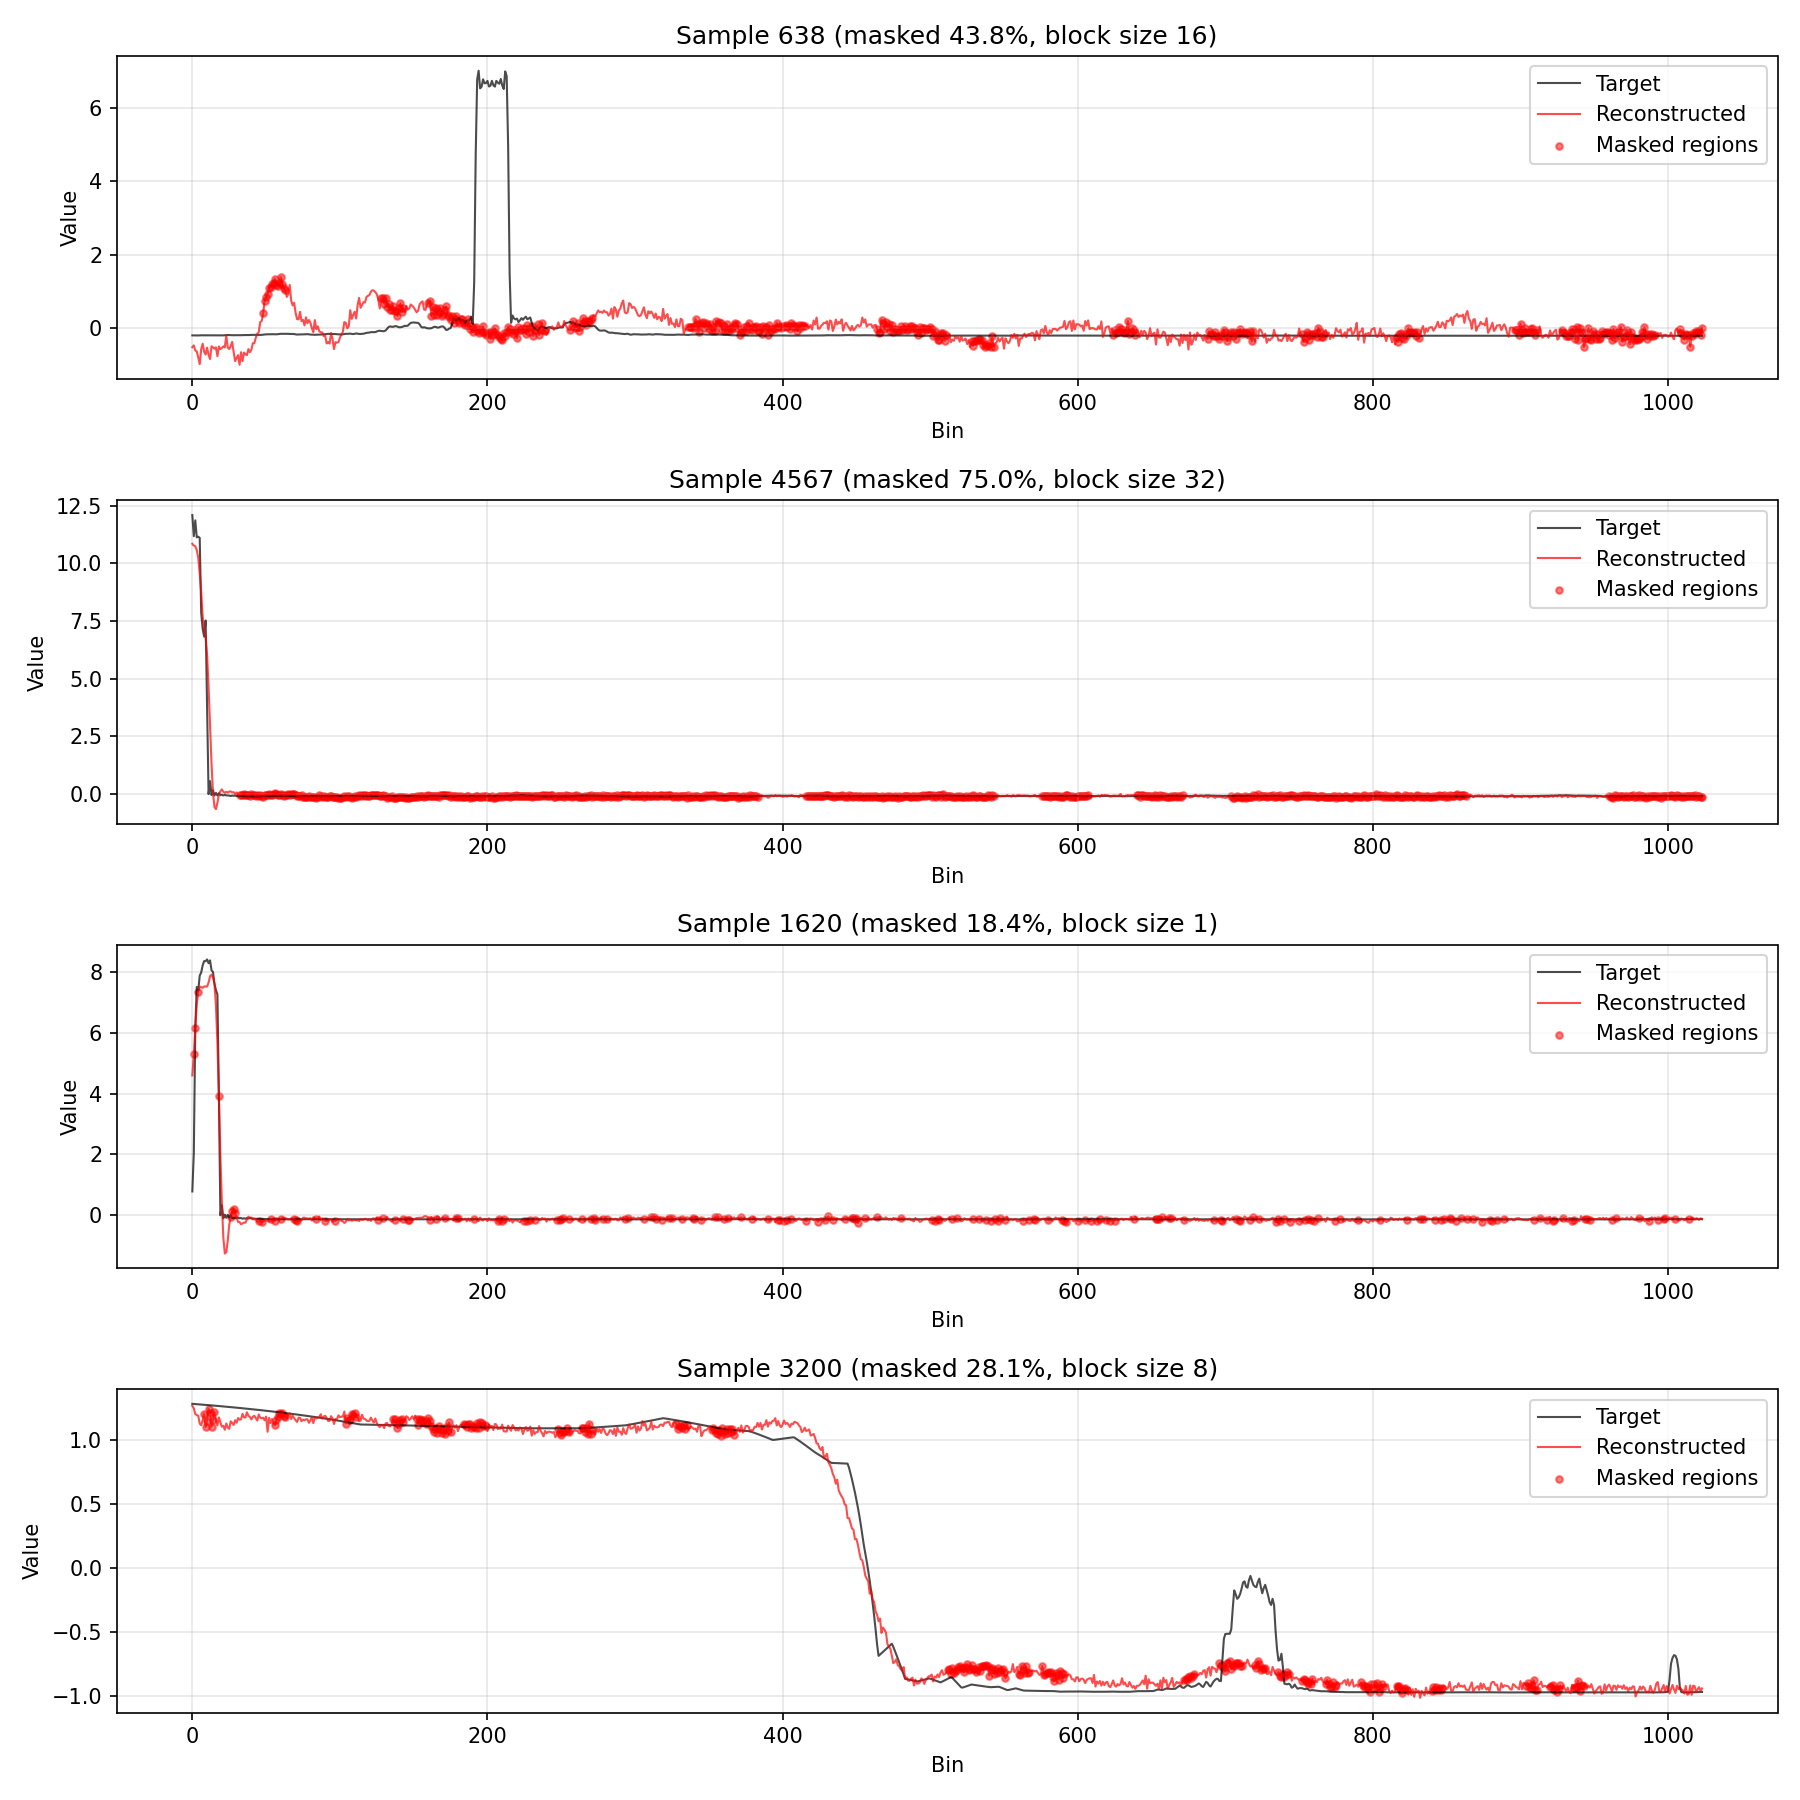 Sample 638 (masked 43.8%, block size 16)
Target
Reconstructed
Masked regions
Value
6
4
2
0
0
200
400
600
800
1000
Bin
Sample 4567 (masked 75.0%, block size 32)
Target
Reconstructed
Masked regions
Value
12.5
10.0
7.5
5.0
2.5
0.0
0
200
400
600
800
1000
Bin
Sample 1620 (masked 18.4%, block size 1)
Target
Reconstructed
Masked regions
Value
8
6
4
2
0
0
200
400
600
800
1000
Bin
Sample 3200 (masked 28.1%, block size 8)
Target
Reconstructed
Masked regions
Value
1.0
0.5
0.0
−0.5
−1.0
0
200
400
600
800
1000
Bin